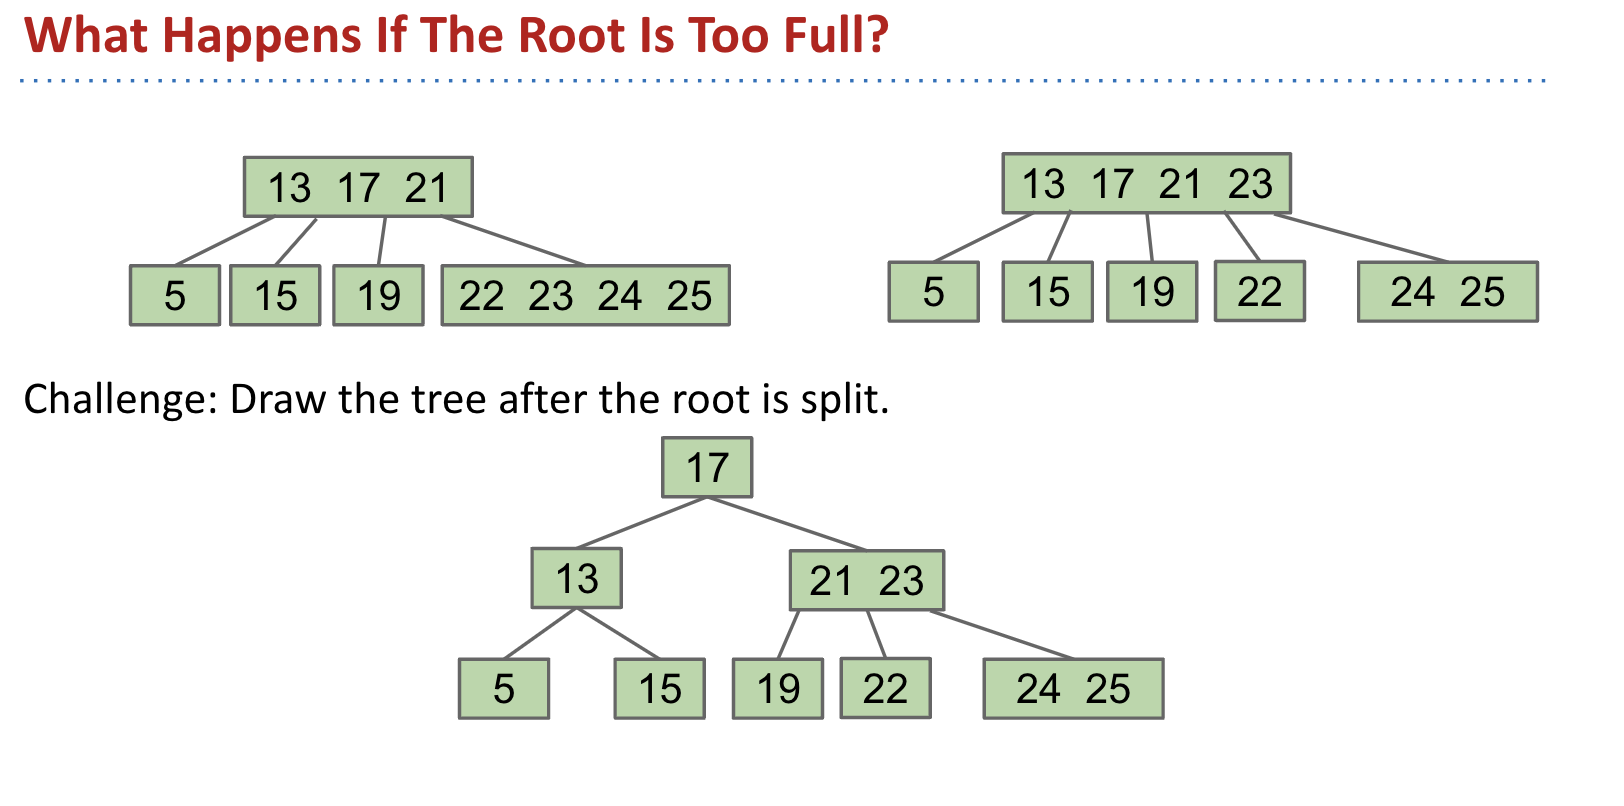 What Happens If The Root Is Too Full?
13 17 21
5 15 19 22 23 24 25
13 17 21 23
5 15 19 22 24 25
Challenge: Draw the tree after the root is split.
17
13 21 23
5 15 19 22 24 25